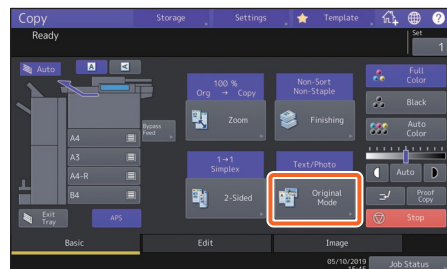 Copy
Storage
Settings
Template
Ready
Set
1
Auto
A
A
100 %
Org → Copy
Zoom
Non-Sort
Non-Staple
Finishing
Full
Color
Black
Auto
Color
Bypass
Feed
A4
A3
A4-R
B4
1→1
Simplex
2-Sided
Text/Photo
Original
Mode
Auto
Proof
Copy
Exit
Tray
APS
Stop
Basic
Edit
Image
05/10/2019
15:45
Job Status